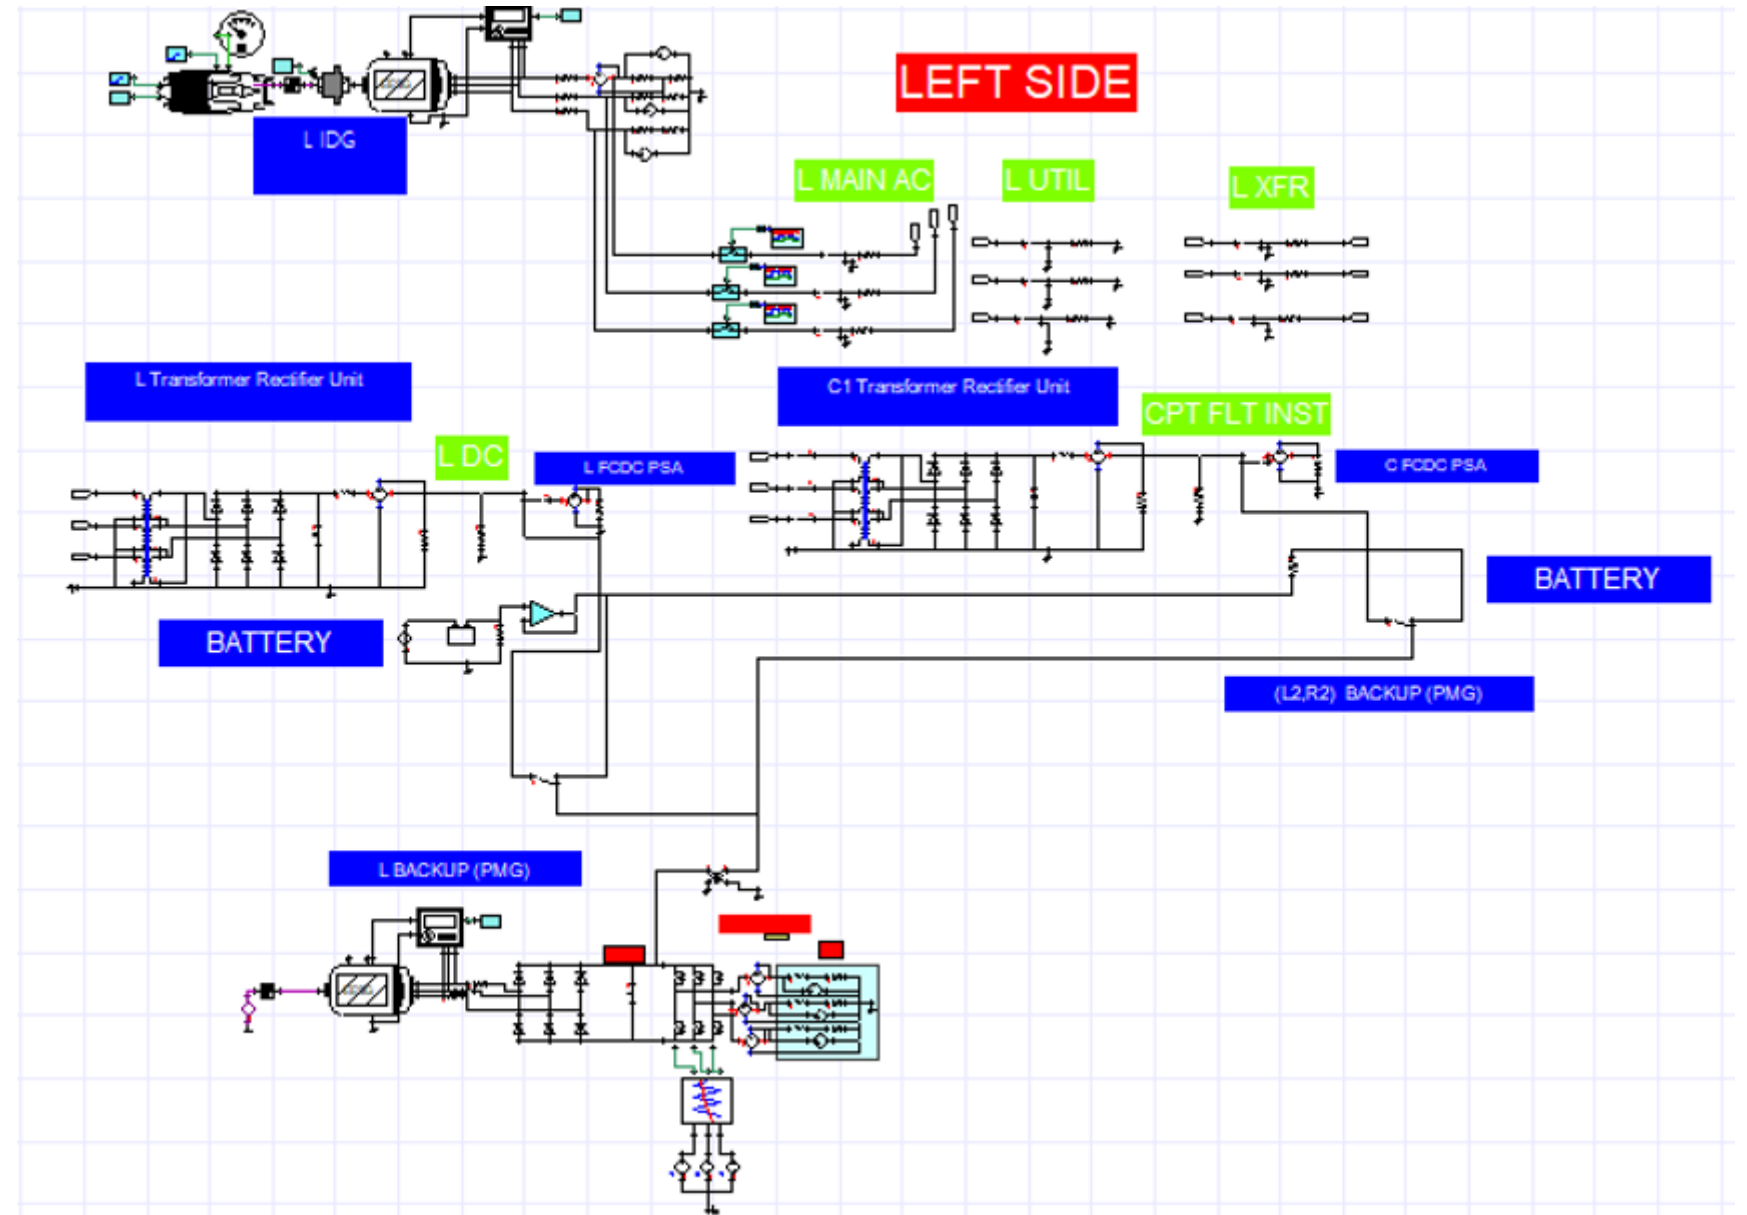 LEFT SIDE
L IDG
L MAIN AC
L UTIL
L XFR
L Transformer Rectifier Unit
C1 Transformer Rectifier Unit
CPT FLT INST
L DC
L FCDC PSA
C FCDC PSA
BATTERY
BATTERY
(L2,R2) BACKUP (PMG)
L BACKUP (PMG)